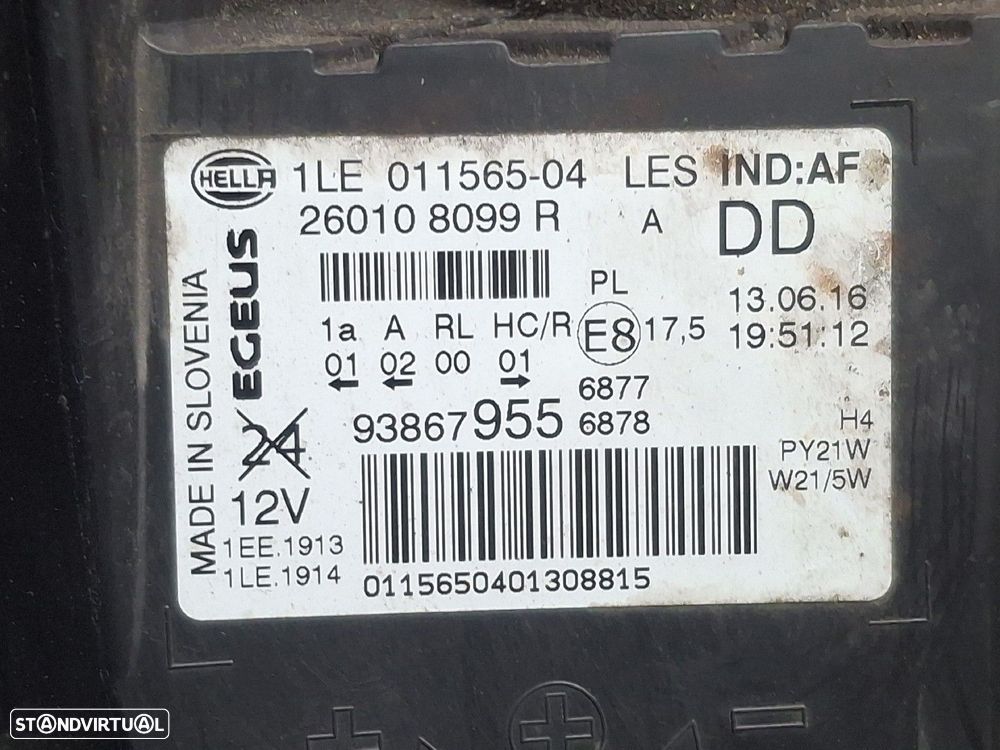 HELLA 1LE 011565-04 LES IND:AF
26010 8099 R A DD
MADE IN SLOVENIA
EGEUS
PL
13.06.16
19:51:12
1a A RL HC/R E8 17,5
01 02 00 01
6877
93867955 6878
24
12V
H4
PY21W
W21/5W
1EE.1913
1LE.1914
0115650401308815
STANDVIRTUAL